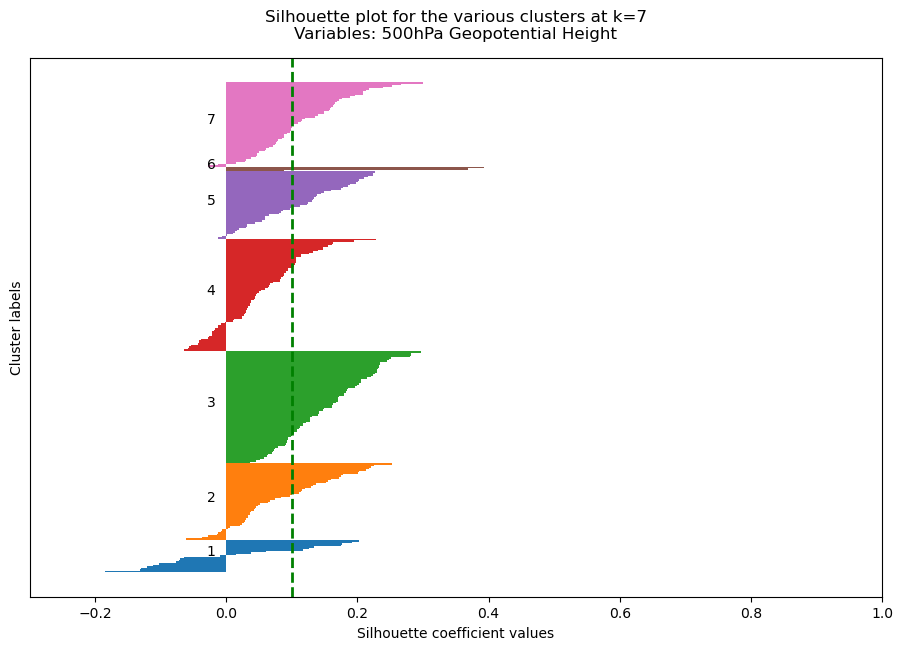 Silhouette plot for the various clusters at k=7
Variables: 500hPa Geopotential Height
Cluster labels
7
6
5
4
3
2
1
−0.2 0.0 0.2 0.4 0.6 0.8 1.0
Silhouette coefficient values